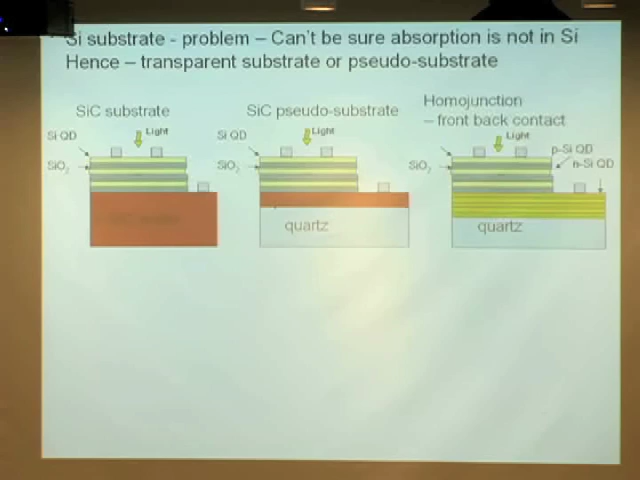 Si substrate - problem – Can't be sure absorption is not in Si
Hence – transparent substrate or pseudo-substrate
SiC substrate
SiC pseudo-substrate
Homojunction
– front back contact
Si QD
Light
SiO2
Si QD
Light
SiO2
quartz
Light
p-Si QD
n-Si QD
SiO2
quartz